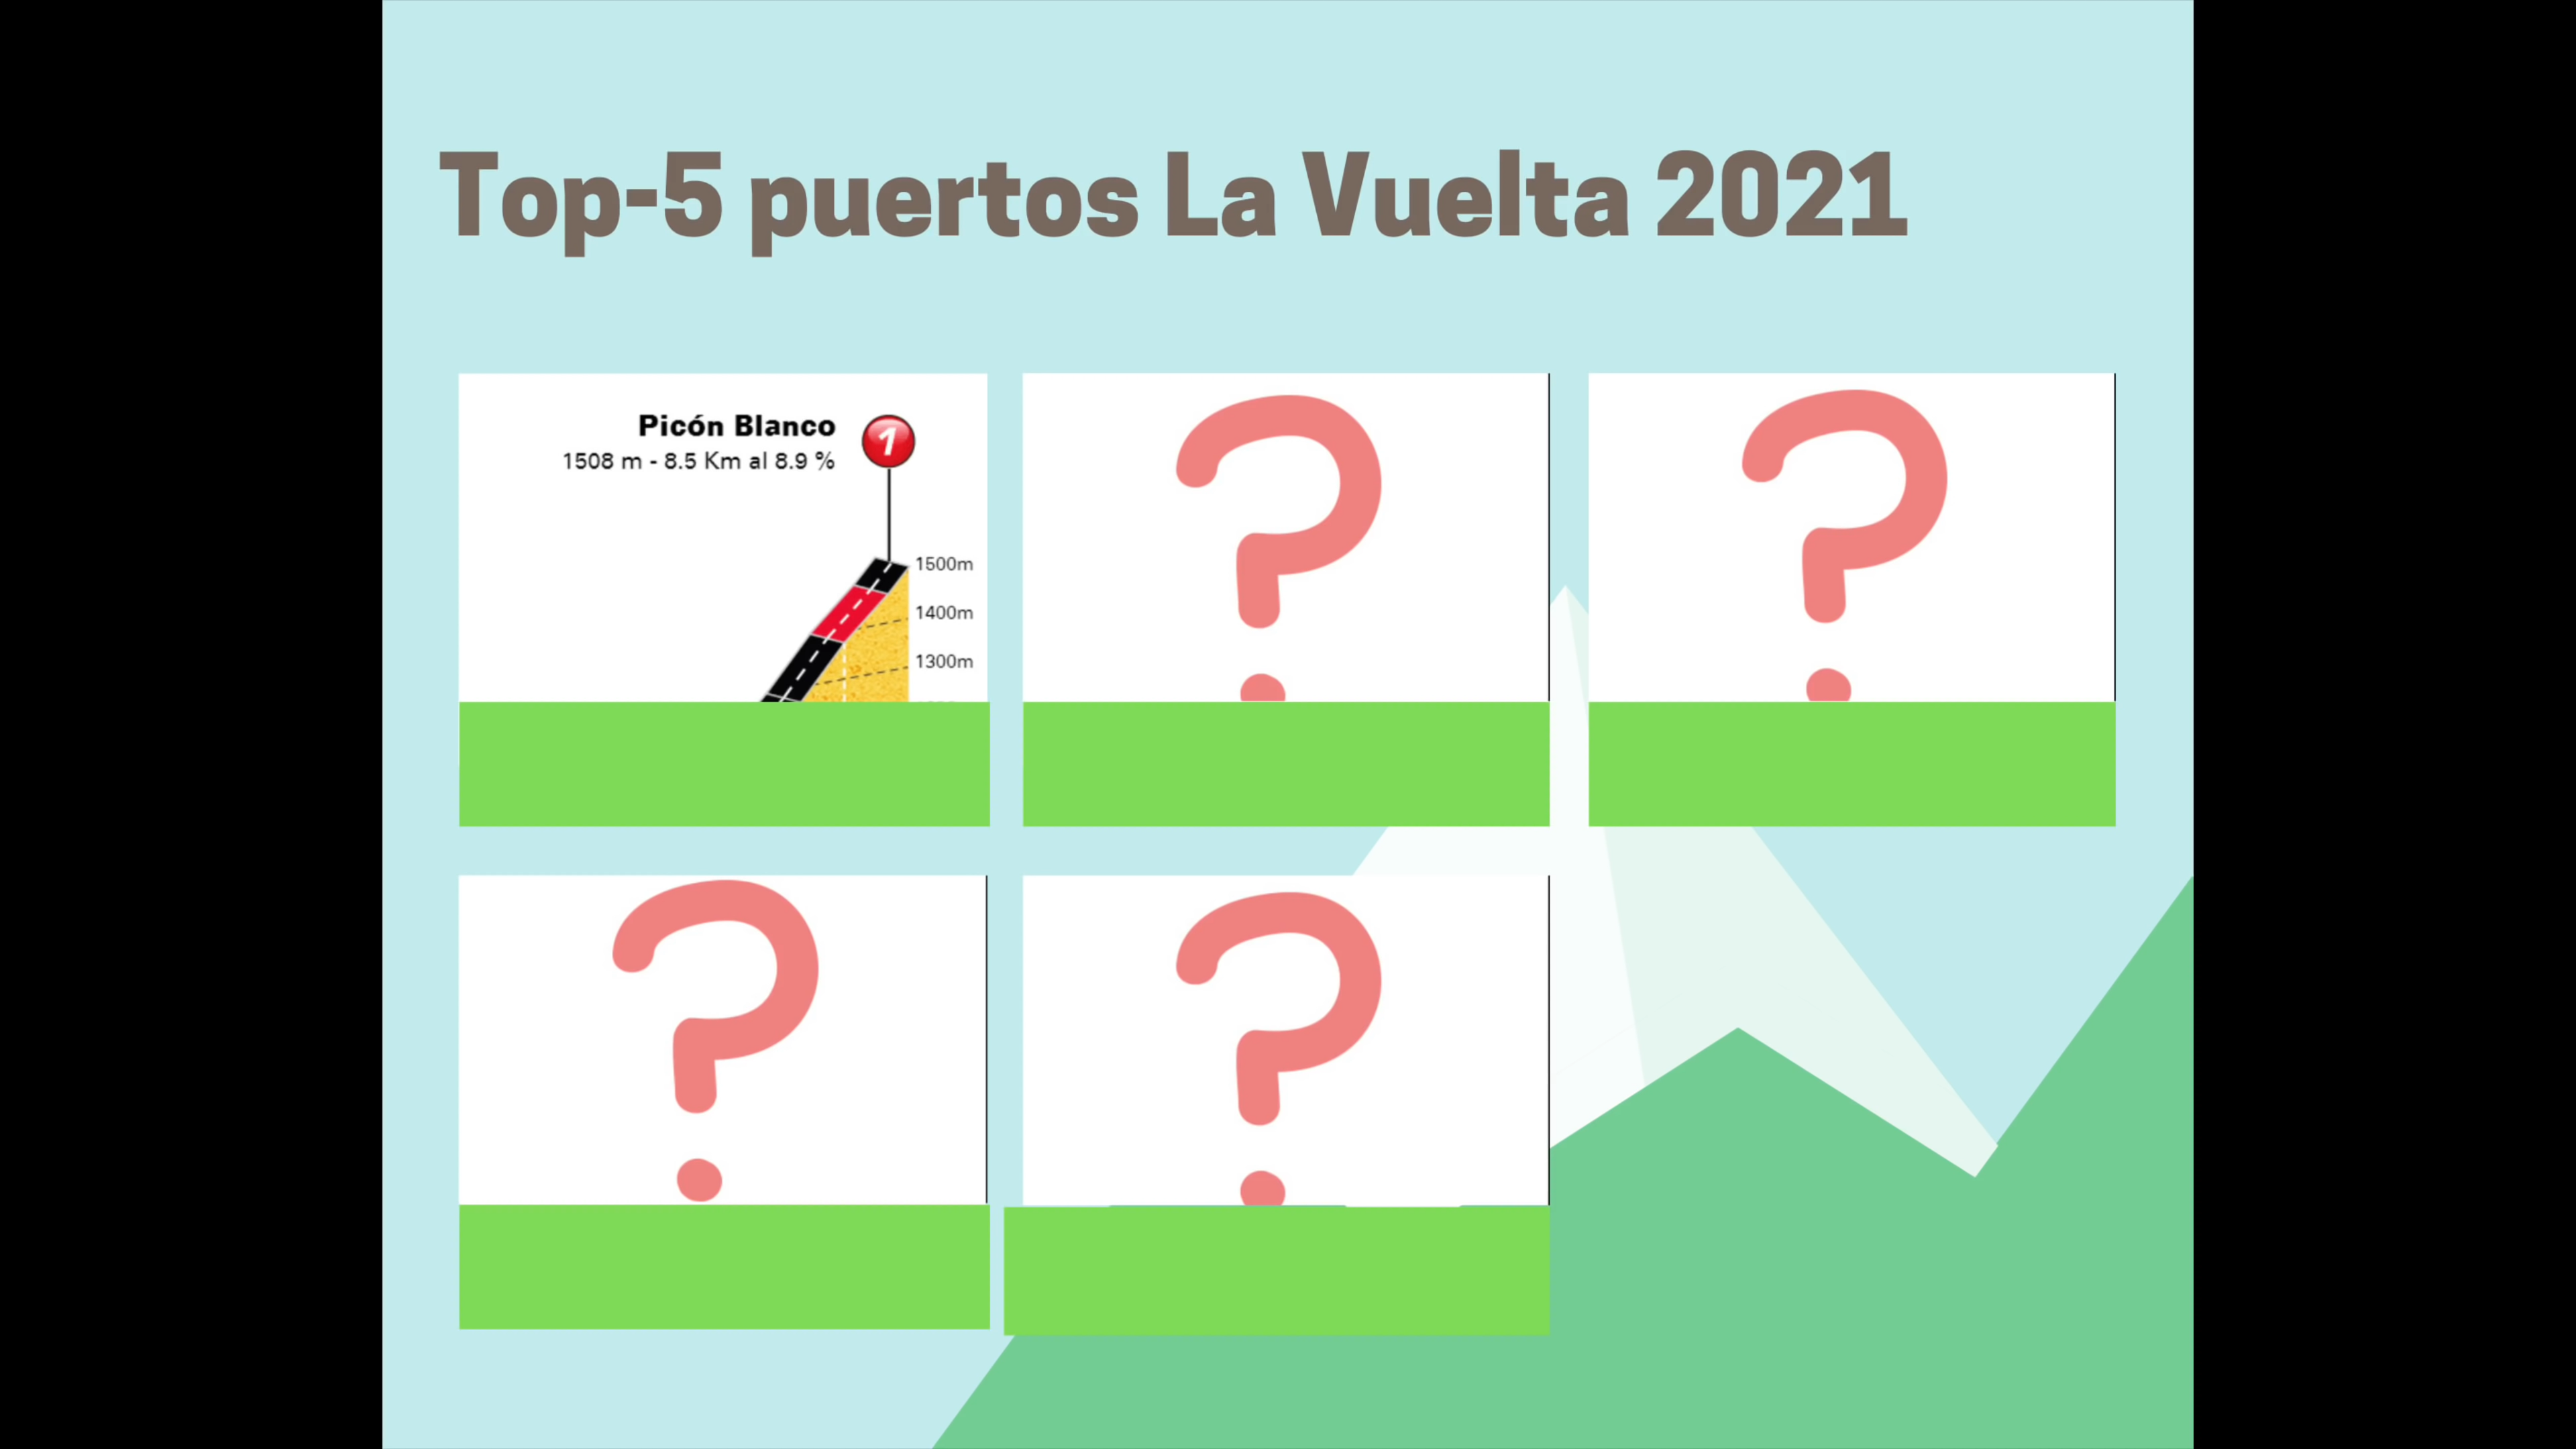 Top-5 puertos La Vuelta 2021
Picón Blanco
1
1508 m - 8.5 Km al 8.9 %
1500m
1400m
1300m
?
?
?
?